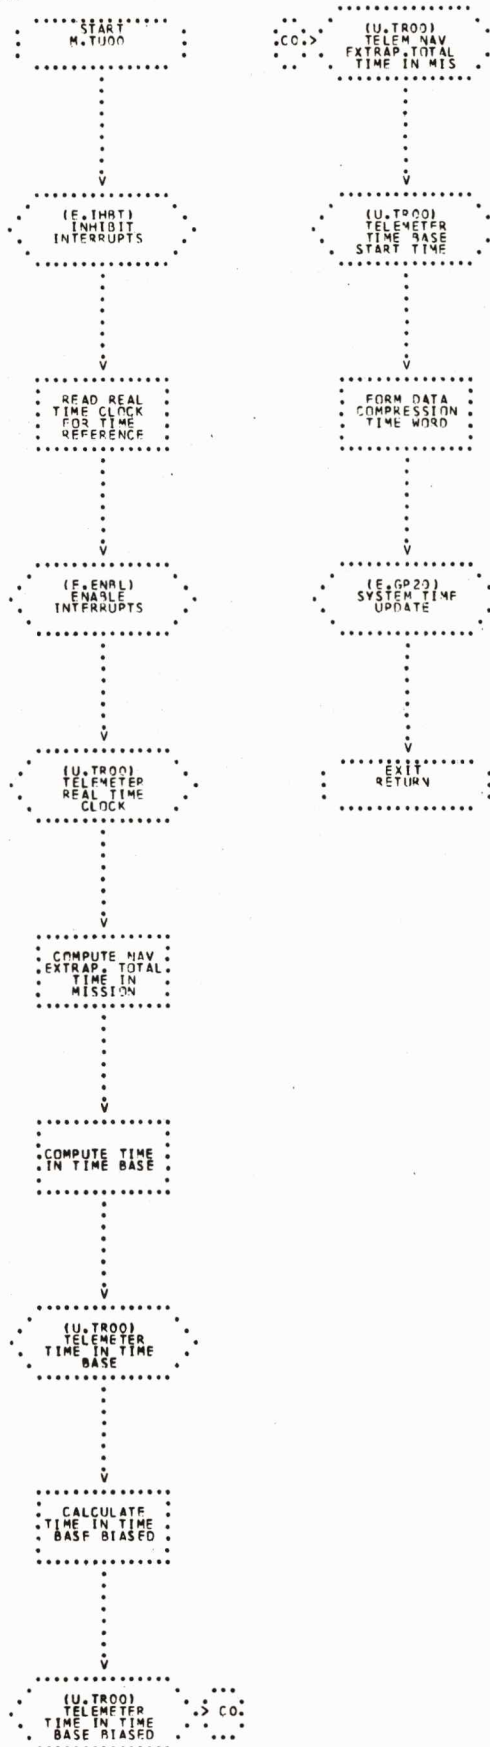 START
M.TU00
(E.IHBT)
INHIBIT
INTERRUPTS
READ REAL
TIME CLOCK
FOR TIME
REFERENCE
(E.ENBL)
ENABLE
INTERRUPTS
(U.TR00)
TELEMETER
REAL TIME
CLOCK
COMPUTE NAV
EXTRAP. TOTAL
TIME IN
MISSION
COMPUTE TIME
IN TIME BASE
(U.TR00)
TELEMETER
TIME IN TIME
BASE
CALCULATE
TIME IN TIME
BASE BIASED
(U.TR00)
TELEMETER
TIME IN TIME
BASE BIASED
> C0
C0 >
(U.TR00)
TELEM NAV
EXTRAP.TOTAL
TIME IN MIS
(U.TR00)
TELEMETER
TIME BASE
START TIME
FORM DATA
COMPRESSION
TIME WORD
(E.GP20)
SYSTEM TIME
UPDATE
EXIT
RETURN